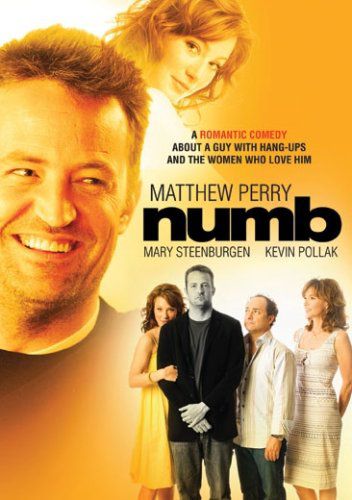 A ROMANTIC COMEDY
ABOUT A GUY WITH HANG-UPS
AND THE WOMEN WHO LOVE HIM
MATTHEW PERRY
numb
MARY STEENBURGEN KEVIN POLLAK